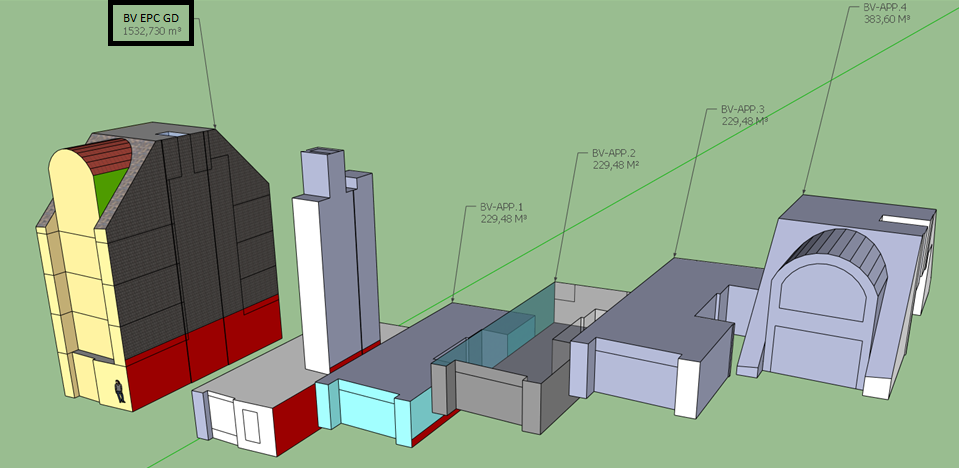 BV EPC GD
1532,730 m³
BV-APP.4
383,60 M³
BV-APP.3
229,48 M³
BV-APP.2
229,48 M²
BV-APP.1
229,48 M³